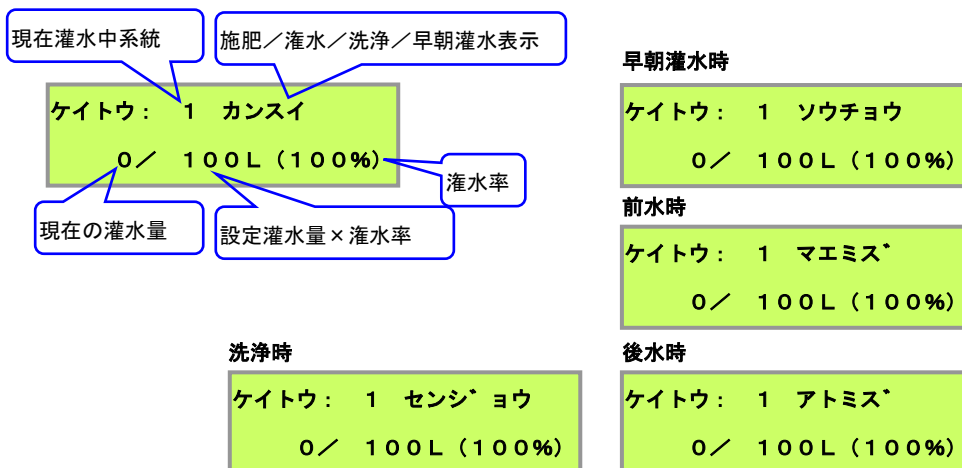 現在灌水中系統
施肥／潅水／洗浄／早朝灌水表示
ケイトウ：　１　カンスイ
０／　１００Ｌ（１００％）
灌水率
現在の灌水量
設定灌水量×灌水率
早朝灌水時
ケイトウ：　１　ソウチョウ
０／　１００Ｌ（１００％）
前水時
ケイトウ：　１　マエミズ
０／　１００Ｌ（１００％）
洗浄時
ケイトウ：　１　センジョウ
０／　１００Ｌ（１００％）
後水時
ケイトウ：　１　アトミズ
０／　１００Ｌ（１００％）